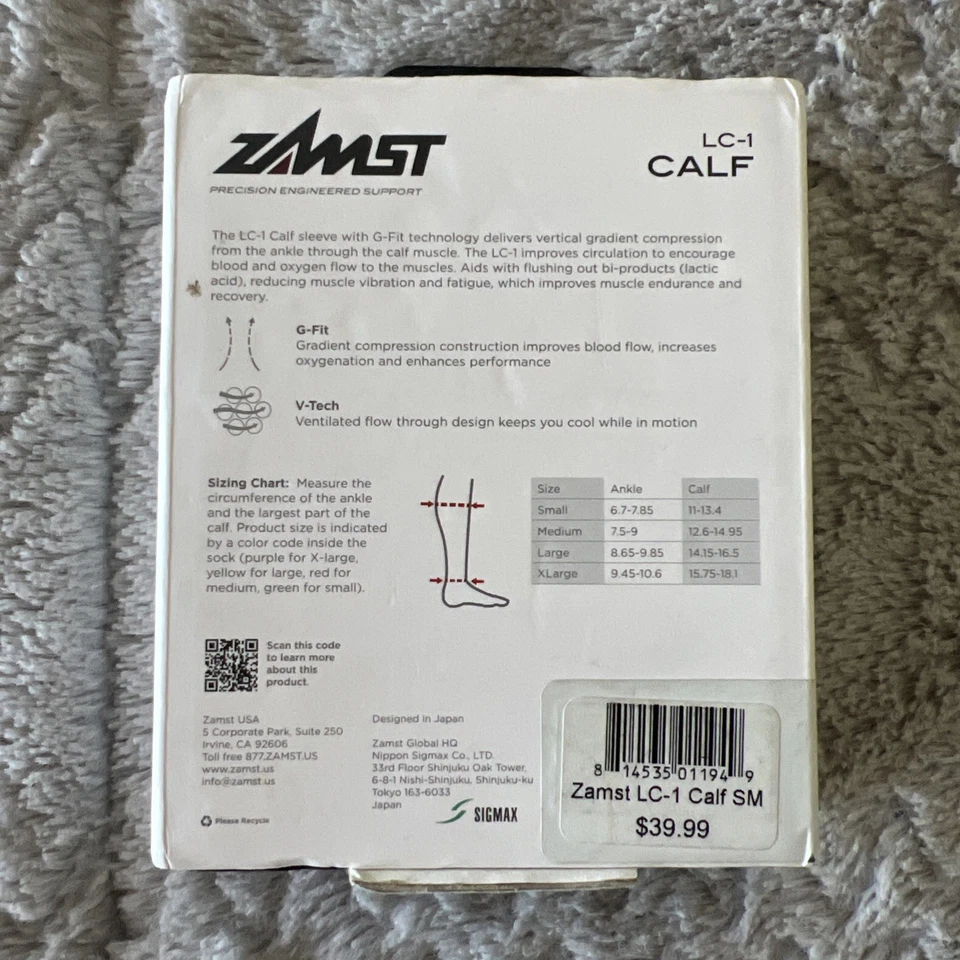 ZAMST
PRECISION ENGINEERED SUPPORT
LC-1
CALF
The LC-1 Calf sleeve with G-Fit technology delivers vertical gradient compression
from the ankle through the calf muscle. The LC-1 improves circulation to encourage
blood and oxygen flow to the muscles. Aids with flushing out bi-products (lactic
acid), reducing muscle vibration and fatigue, which improves muscle endurance and
recovery.
G-Fit
Gradient compression construction improves blood flow, increases
oxygenation and enhances performance
V-Tech
Ventilated flow through design keeps you cool while in motion
Sizing Chart: Measure the
circumference of the ankle
and the largest part of the
calf. Product size is indicated
by a color code inside the
sock (purple for X-large,
yellow for large, red for
medium, green for small).
Size Ankle Calf
Small 6.7-7.85 11-13.4
Medium 7.5-9 12.6-14.95
Large 8.65-9.85 14.15-16.5
XLarge 9.45-10.6 15.75-18.1
Scan this code
to learn more
about this
product.
Zamst USA
5 Corporate Park, Suite 250
Irvine, CA 92606
Toll free 877.ZAMST.US
www.zamst.us
info@zamst.us
Please Recycle
Designed in Japan
Zamst Global HQ
Nippon Sigmax Co., LTD.
33rd Floor Shinjuku Oak Tower,
6-8-1 Nishi-Shinjuku, Shinjuku-ku
Tokyo 163-6033
Japan
SIGMAX
8 14535 01194 9
Zamst LC-1 Calf SM
$39.99